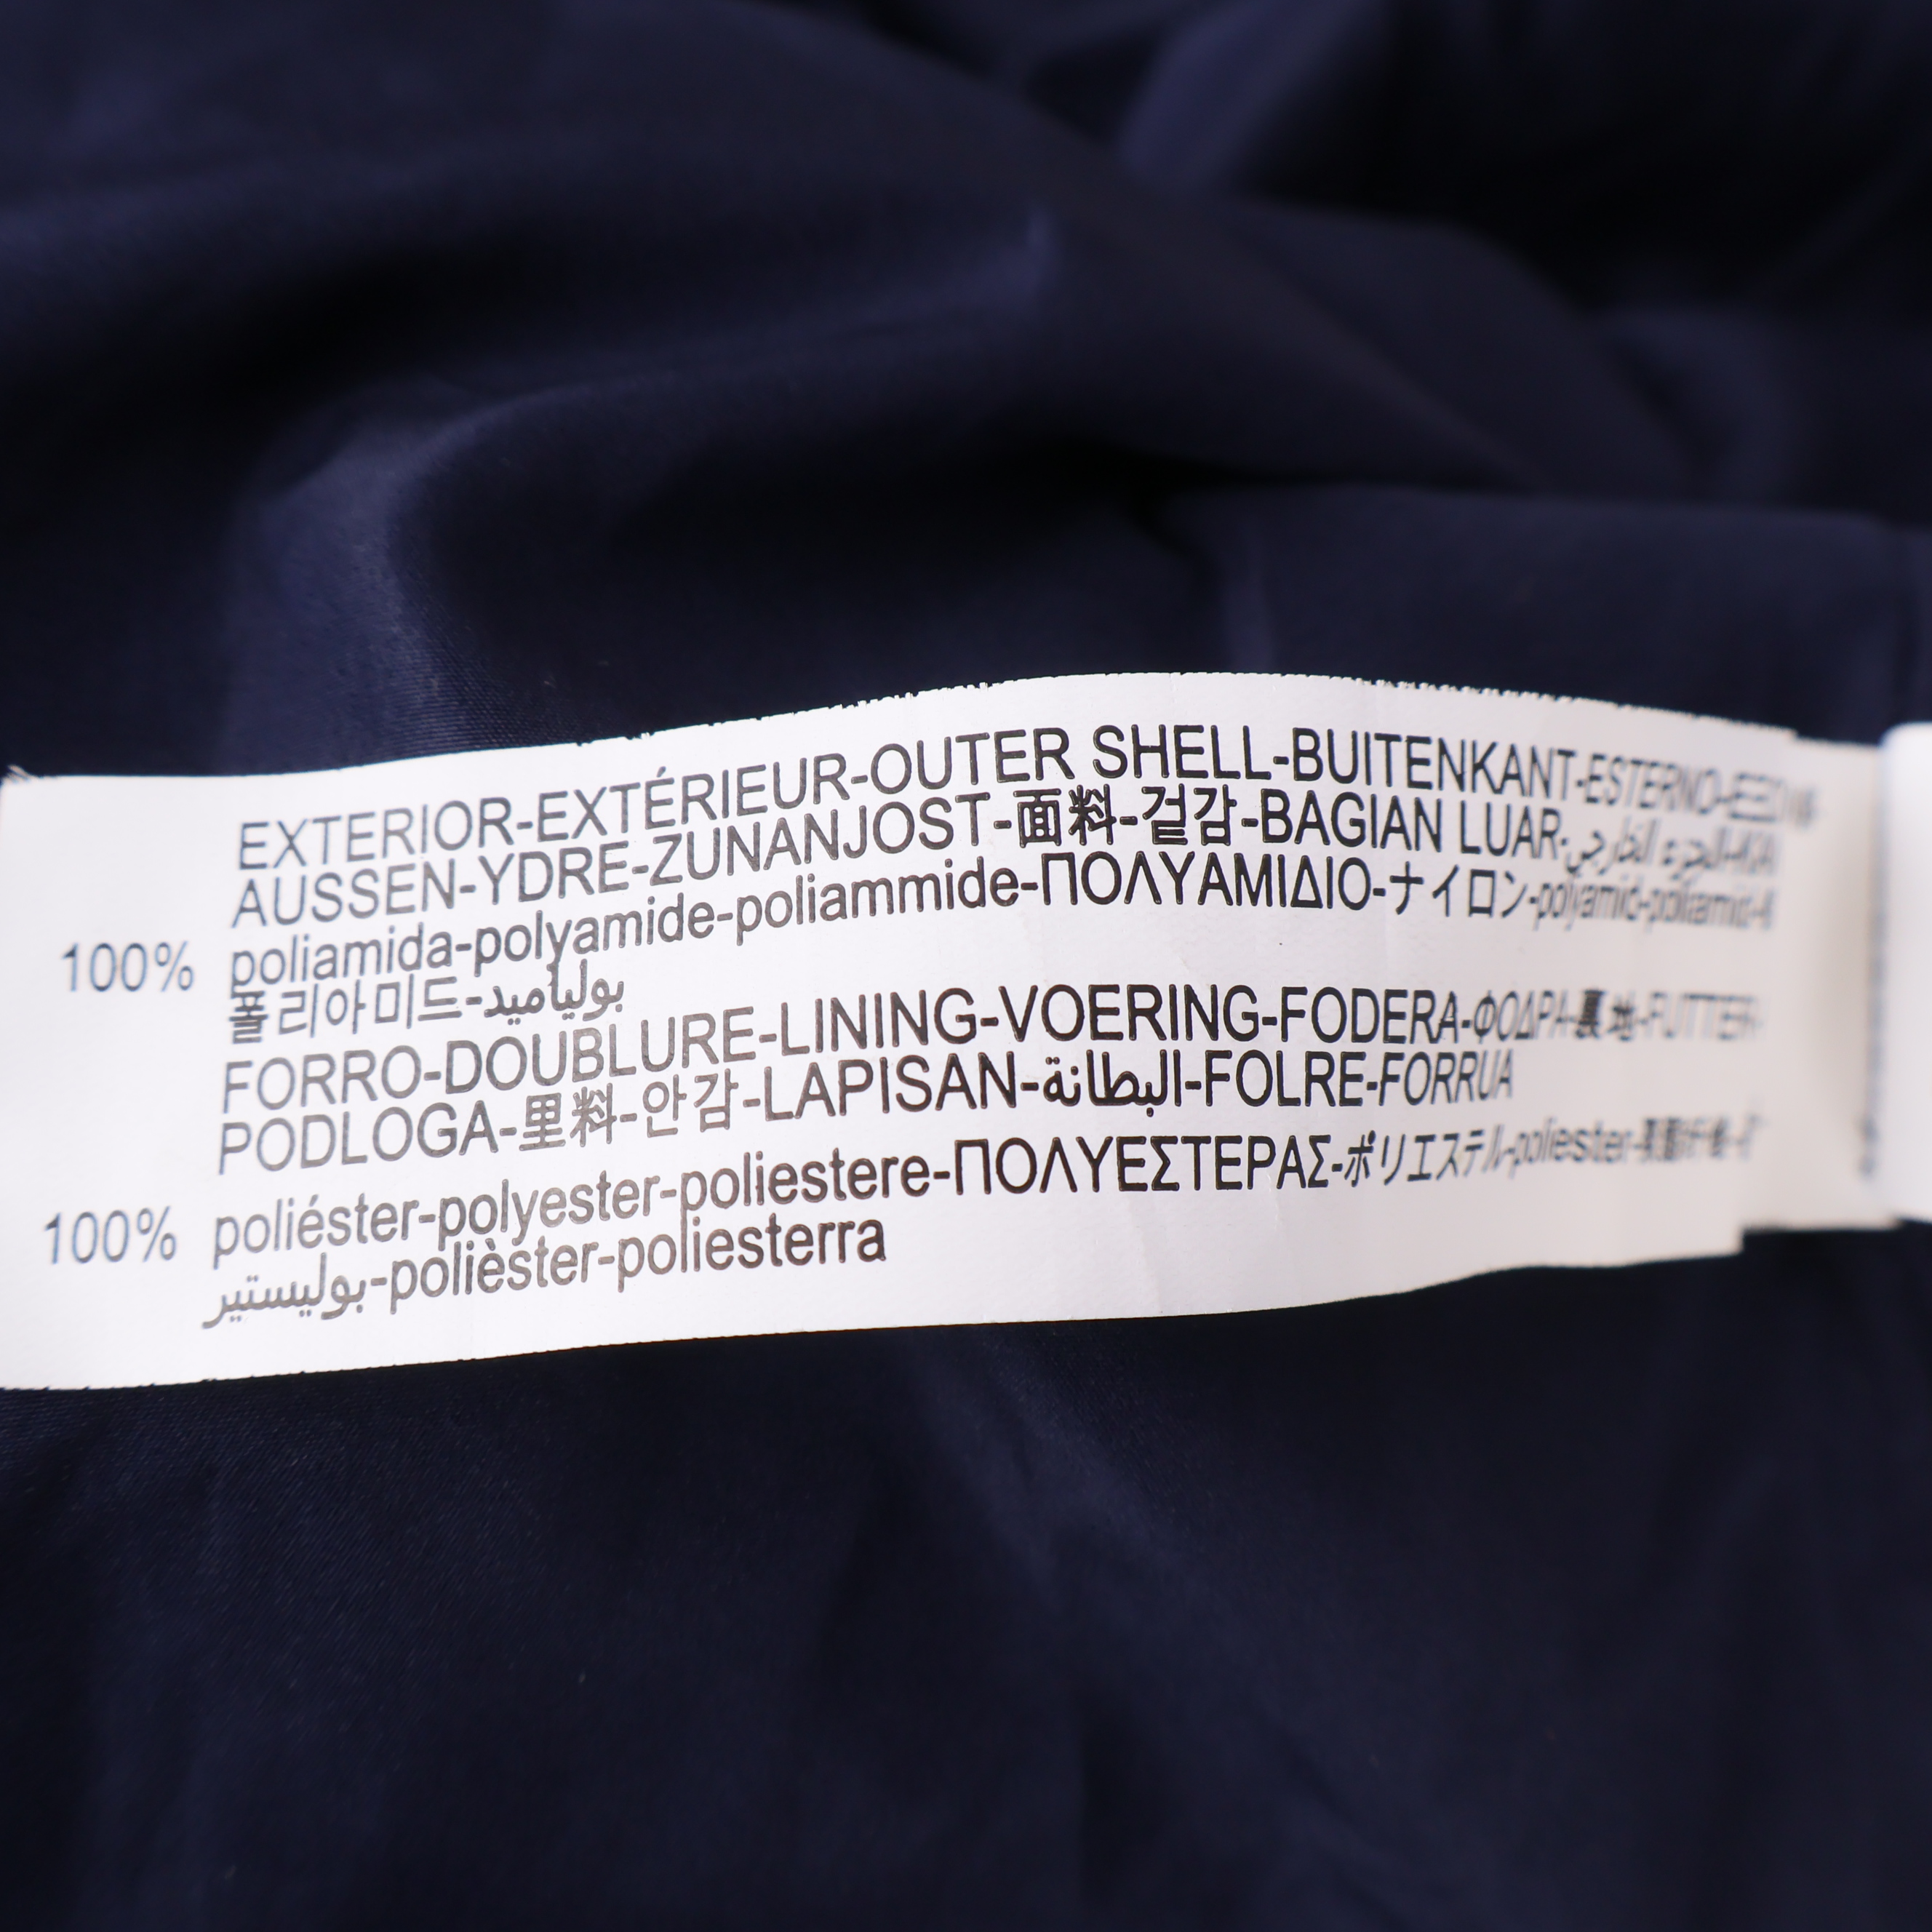 EXTERIOR-EXTÉRIEUR-OUTER SHELL-BUITENKANT-ESTERNO-
AUSSEN-YDRE-ZUNANJOST-面料-겉감-BAGIAN LUAR-الجزء الخارجي
100% poliamida-polyamide-poliammide-ΠΟΛΥΑΜΙΔΙΟ-ナイロン-polyamid-poliamid-
폴리아미드-بولياميد
FORRO-DOUBLURE-LINING-VOERING-FODERA-ΦΟΔΡΑ-裏地-FUTTER-
PODLOGA-里料-안감-LAPISAN-البطانة-FOLRE-FORRUA
100% poliéster-polyester-poliestere-ΠΟΛΥΕΣΤΕΡΑΣ-ポリエステル-poliester-
بوليستير-polièster-poliesterra